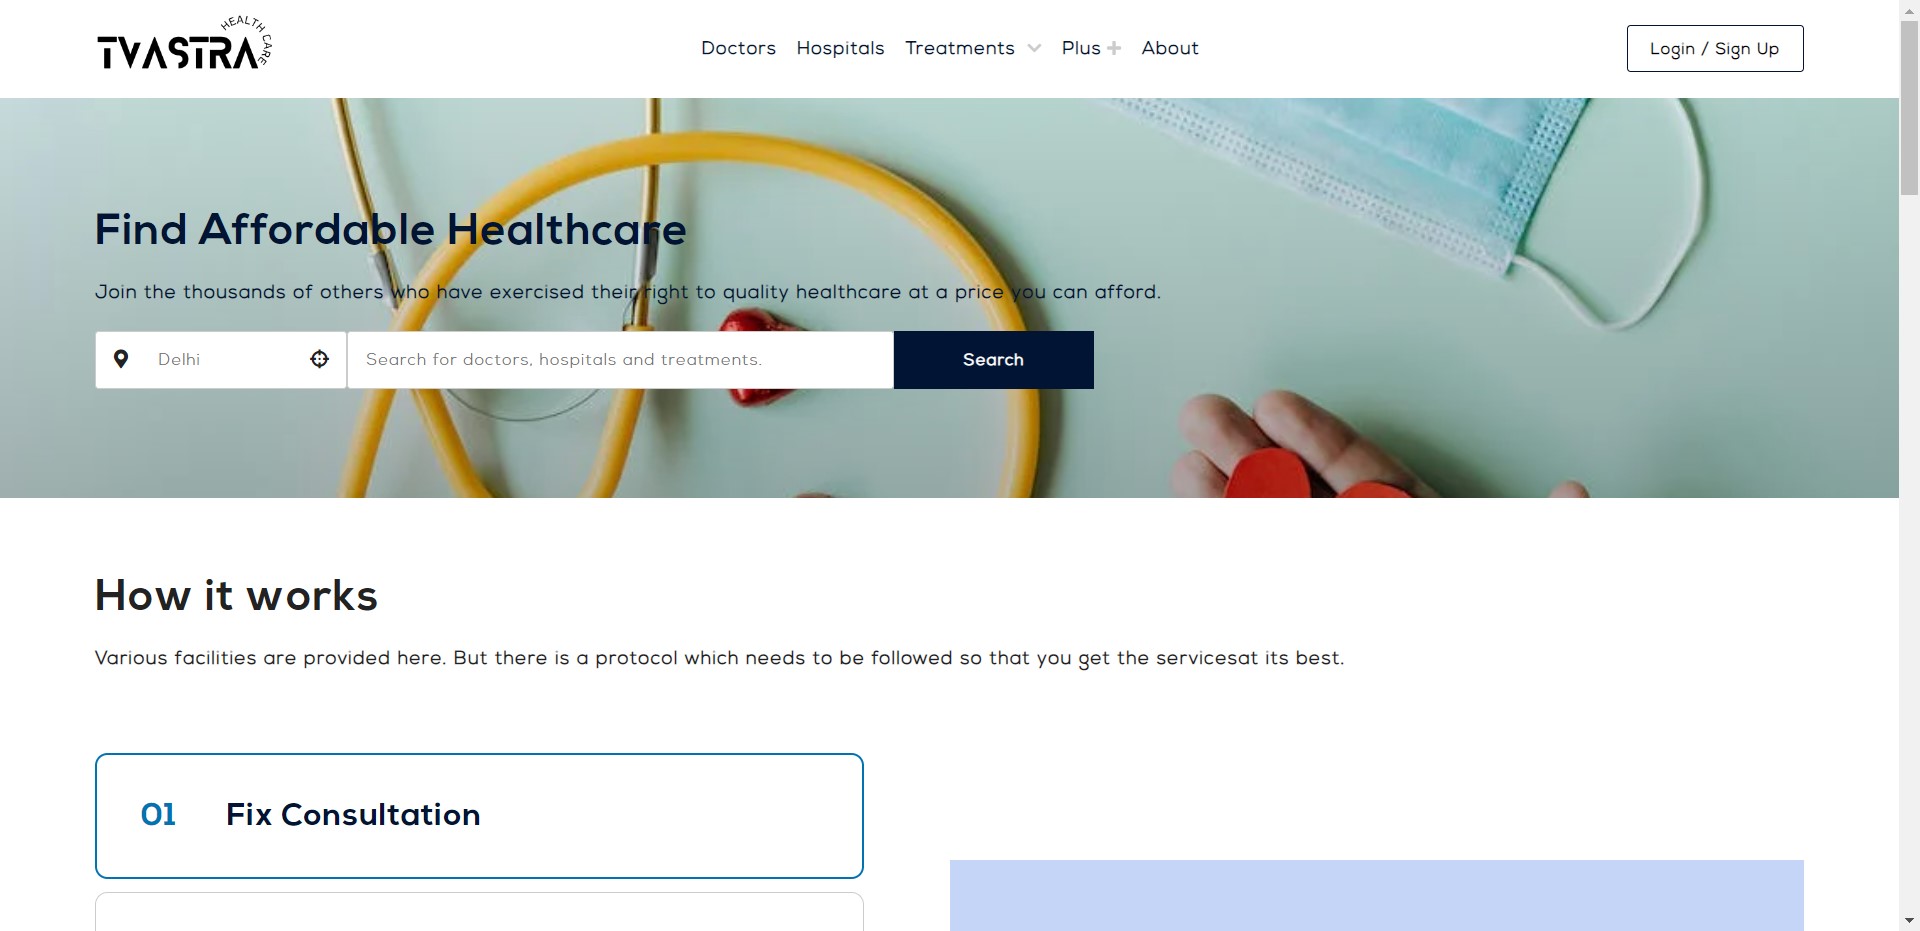 TVASTRA HEALTH CARE
Doctors Hospitals Treatments Plus About
Login / Sign Up
Find Affordable Healthcare
Join the thousands of others who have exercised their right to quality healthcare at a price you can afford.
Delhi
Search for doctors, hospitals and treatments.
Search
How it works
Various facilities are provided here. But there is a protocol which needs to be followed so that you get the servicesat its best.
01 Fix Consultation